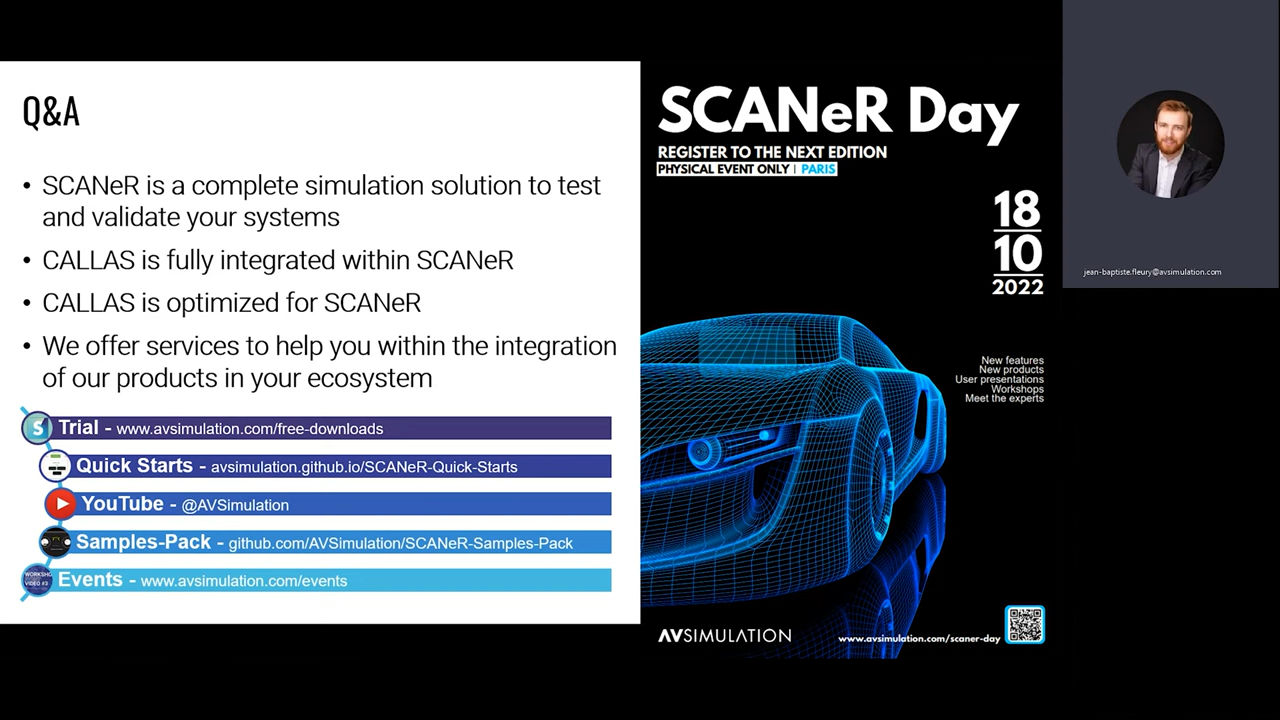 Q&A
• SCANeR is a complete simulation solution to test
and validate your systems
• CALLAS is fully integrated within SCANeR
• CALLAS is optimized for SCANeR
• We offer services to help you within the integration
of our products in your ecosystem
Trial - www.avsimulation.com/free-downloads
Quick Starts - avsimulation.github.io/SCANeR-Quick-Starts
YouTube - @AVSimulation
Samples-Pack - github.com/AVSimulation/SCANeR-Samples-Pack
Events - www.avsimulation.com/events
SCANeR Day
REGISTER TO THE NEXT EDITION
PHYSICAL EVENT ONLY | PARIS
18
10
2022
New features
New products
User presentations
Workshops
Meet the experts
AVSIMULATION
www.avsimulation.com/scaner-day
jean-baptiste.fleury@avsimulation.com